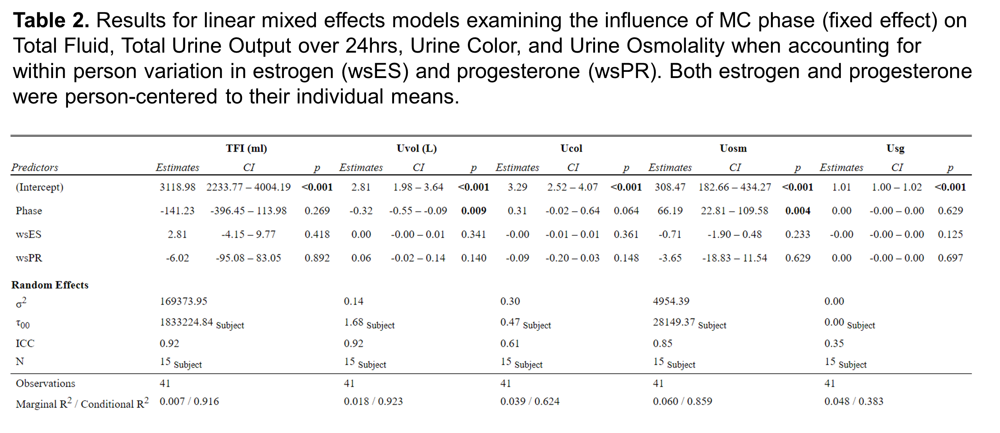 Table 2. Results for linear mixed effects models examining the influence of MC phase (fixed effect) on
Total Fluid, Total Urine Output over 24hrs, Urine Color, and Urine Osmolality when accounting for
within person variation in estrogen (wsES) and progesterone (wsPR). Both estrogen and progesterone
were person-centered to their individual means.
TFI (ml) Uvol (L) Ucol Uosm Usg
Predictors Estimates CI p Estimates CI p Estimates CI p Estimates CI p Estimates CI p
(Intercept) 3118.98 2233.77 – 4004.19 <0.001 2.81 1.98 – 3.64 <0.001 3.29 2.52 – 4.07 <0.001 308.47 182.66 – 434.27 <0.001 1.01 1.00 – 1.02 <0.001
Phase -141.23 -396.45 – 113.98 0.269 -0.32 -0.55 – -0.09 0.009 0.31 -0.02 – 0.64 0.064 66.19 22.81 – 109.58 0.004 0.00 -0.00 – 0.00 0.629
wsES 2.81 -4.15 – 9.77 0.418 0.00 -0.00 – 0.01 0.341 -0.00 -0.01 – 0.01 0.361 -0.71 -1.90 – 0.48 0.233 -0.00 -0.00 – 0.00 0.125
wsPR -6.02 -95.08 – 83.05 0.892 0.06 -0.02 – 0.14 0.140 -0.09 -0.20 – 0.03 0.148 -3.65 -18.83 – 11.54 0.629 0.00 -0.00 – 0.00 0.697
Random Effects
σ2 169373.95 0.14 0.30 4954.39 0.00
τ00 1833224.84 Subject 1.68 Subject 0.47 Subject 28149.37 Subject 0.00 Subject
ICC 0.92 0.92 0.61 0.85 0.35
N 15 Subject 15 Subject 15 Subject 15 Subject 15 Subject
Observations 41 41 41 41 41
Marginal R2 / Conditional R2 0.007 / 0.916 0.018 / 0.923 0.039 / 0.624 0.060 / 0.859 0.048 / 0.383